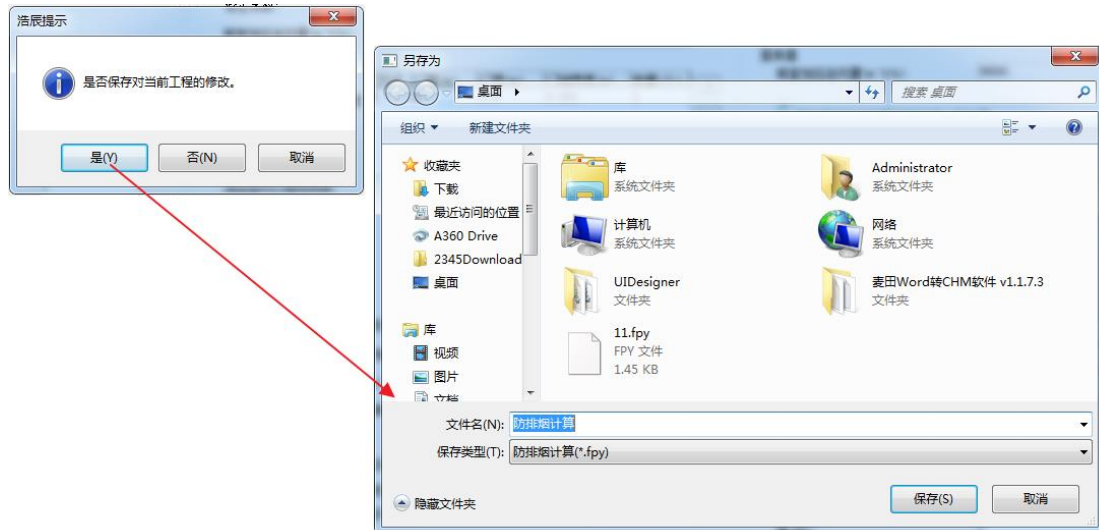 浩辰提示
是否保存对当前工程的修改。
是(Y)
否(N)
取消
另存为
桌面
搜索 桌面
组织
新建文件夹
收藏夹
下载
最近访问的位置
A360 Drive
2345Download
桌面
库
视频
图片
文档
库
系统文件夹
Administrator
系统文件夹
计算机
系统文件夹
网络
系统文件夹
UIDesigner
文件夹
麦田Word转CHM软件 v1.1.7.3
文件夹
11.fpy
FPY 文件
1.45 KB
文件名(N): 防排烟计算
保存类型(T): 防排烟计算(*.fpy)
隐藏文件夹
保存(S)
取消